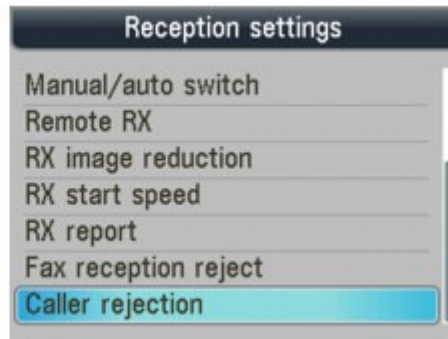 Reception settings
Manual/auto switch
Remote RX
RX image reduction
RX start speed
RX report
Fax reception reject
Caller rejection